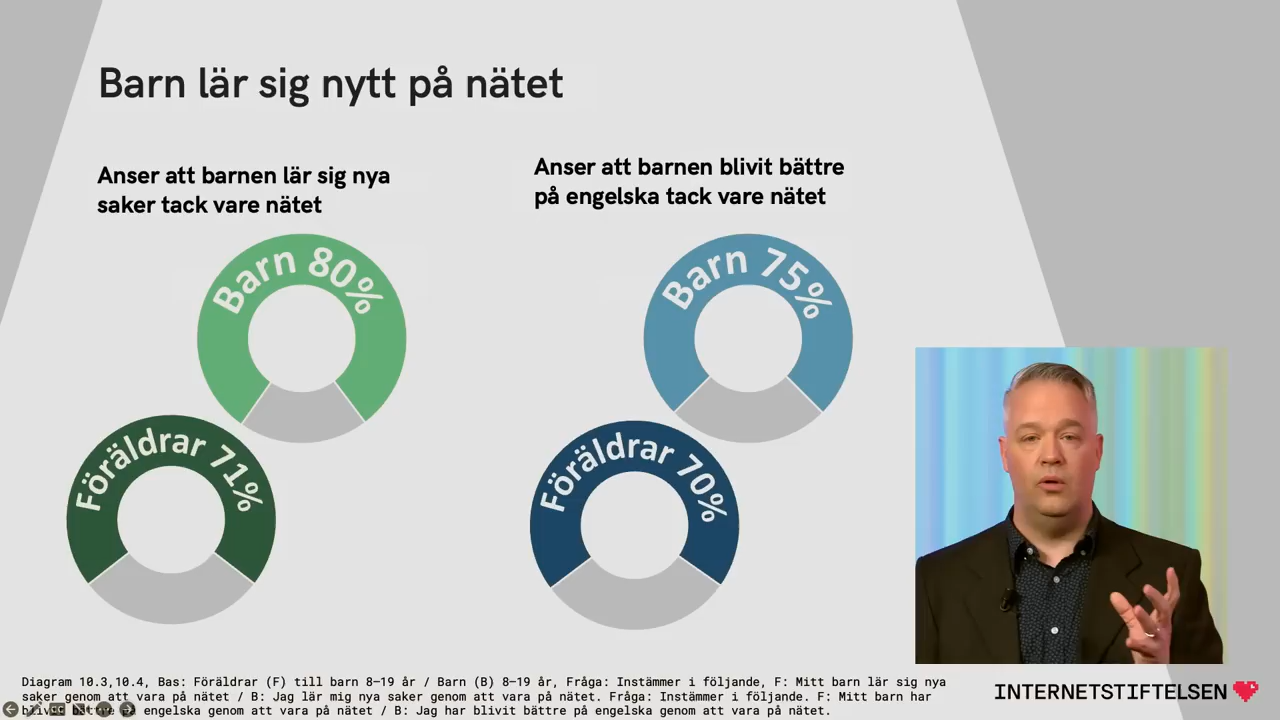 Barn lär sig nytt på nätet
Anser att barnen lär sig nya
saker tack vare nätet
Anser att barnen blivit bättre
på engelska tack vare nätet
Barn 80%
Barn 75%
Föräldrar 71%
Föräldrar 70%
Diagram 10.3,10.4, Bas: Föräldrar (F) till barn 8–19 år / Barn (B) 8–19 år, Fråga: Instämmer i följande, F: Mitt barn lär sig nya
saker genom att vara på nätet / B: Jag lär mig nya saker genom att vara på nätet. Fråga: Instämmer i följande. F: Mitt barn har
blivit bättre på engelska genom att vara på nätet / B: Jag har blivit bättre på engelska genom att vara på nätet.
INTERNETSTIFTELSEN